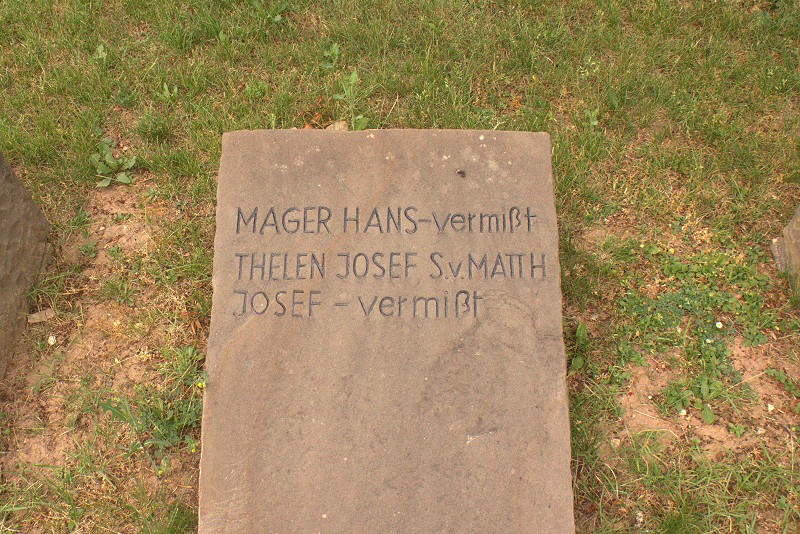 MAGER HANS-vermißt
THELEN JOSEF S.v.MATTH
JOSEF - vermißt